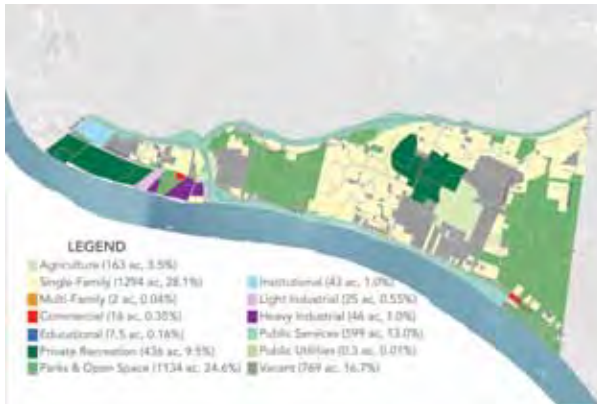 LEGEND
Agriculture (163 ac, 3.5%)
Single-Family (1294 ac, 28.1%)
Multi-Family (2 ac, 0.04%)
Commercial (16 ac, 0.35%)
Educational (7.5 ac, 0.16%)
Private Recreation (436 ac, 9.5%)
Parks & Open Space (1134 ac, 24.6%)
Institutional (43 ac, 1.0%)
Light Industrial (25 ac, 0.55%)
Heavy Industrial (46 ac, 1.0%)
Public Services (599 ac, 13.0%)
Public Utilities (0.3 ac, 0.01%)
Vacant (769 ac, 16.7%)